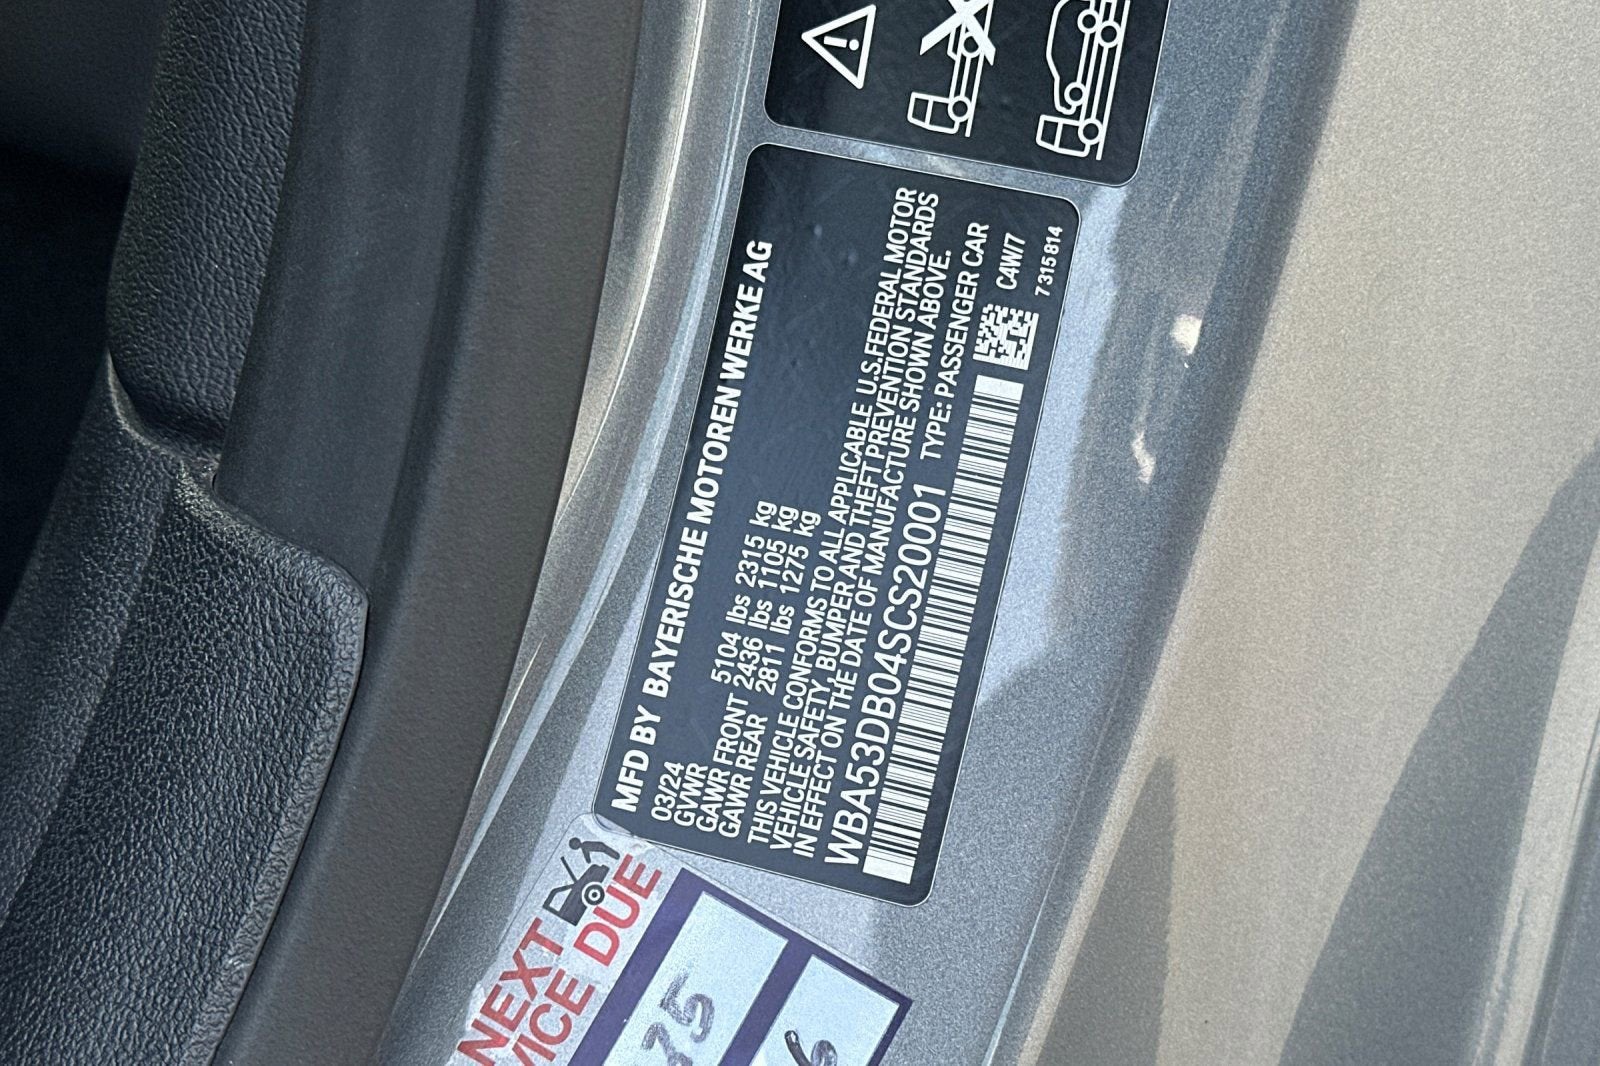 MFD BY BAYERISCHE MOTOREN WERKE AG
03/24
GVWR 5104 lbs 2315 kg
GAWR FRONT 2436 lbs 1105 kg
GAWR REAR 2811 lbs 1275 kg
THIS VEHICLE CONFORMS TO ALL APPLICABLE U.S.FEDERAL MOTOR
VEHICLE SAFETY, BUMPER AND THEFT PREVENTION STANDARDS
IN EFFECT ON THE DATE OF MANUFACTURE SHOWN ABOVE.
WBA53DB04SCS20001 TYPE: PASSENGER CAR
C4W/7
7 315 814
NEXT
DUE